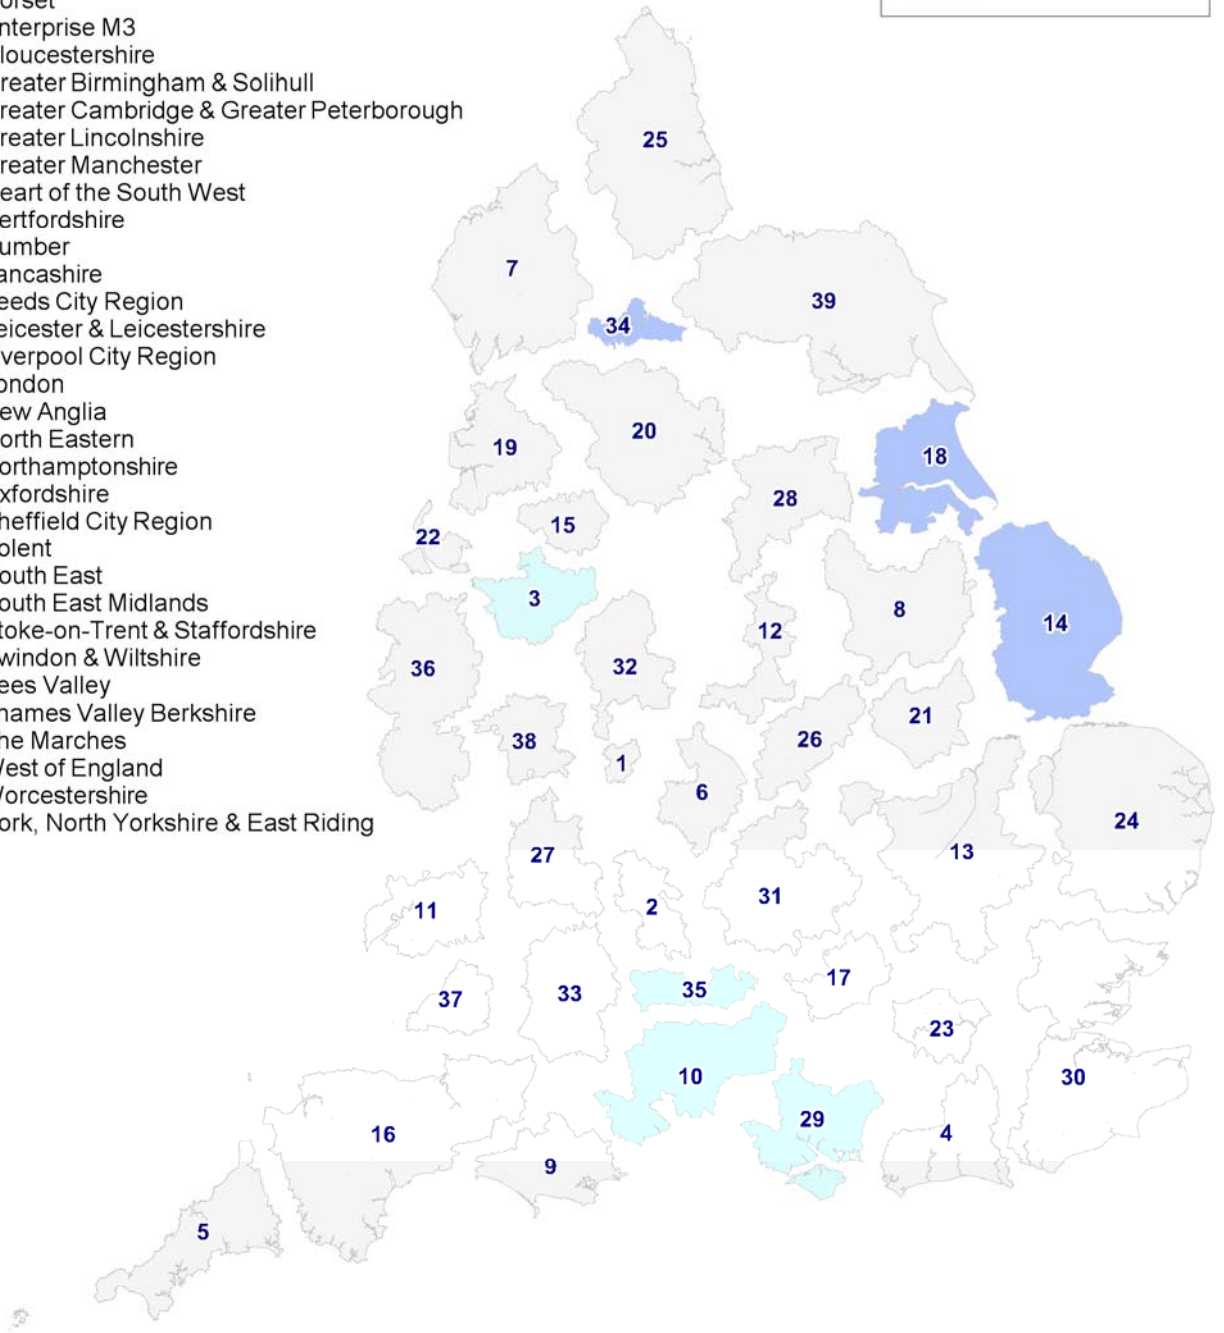 orset
nterprise M3
loucestershire
reater Birmingham & Solihull
reater Cambridge & Greater Peterborough
reater Lincolnshire
reater Manchester
eart of the South West
ertfordshire
umber
ancashire
eeds City Region
eicester & Leicestershire
verpool City Region
ondon
ew Anglia
orth Eastern
orthamptonshire
xfordshire
heffield City Region
olent
outh East
outh East Midlands
toke-on-Trent & Staffordshire
windon & Wiltshire
ees Valley
hames Valley Berkshire
he Marches
est of England
orcestershire
ork, North Yorkshire & East Riding
25
7
39
34
20
19
18
28
15
22
3
8
14
12
36
32
21
26
38
1
6
24
13
27
31
2
11
17
35
33
37
23
10
30
29
4
16
9
5